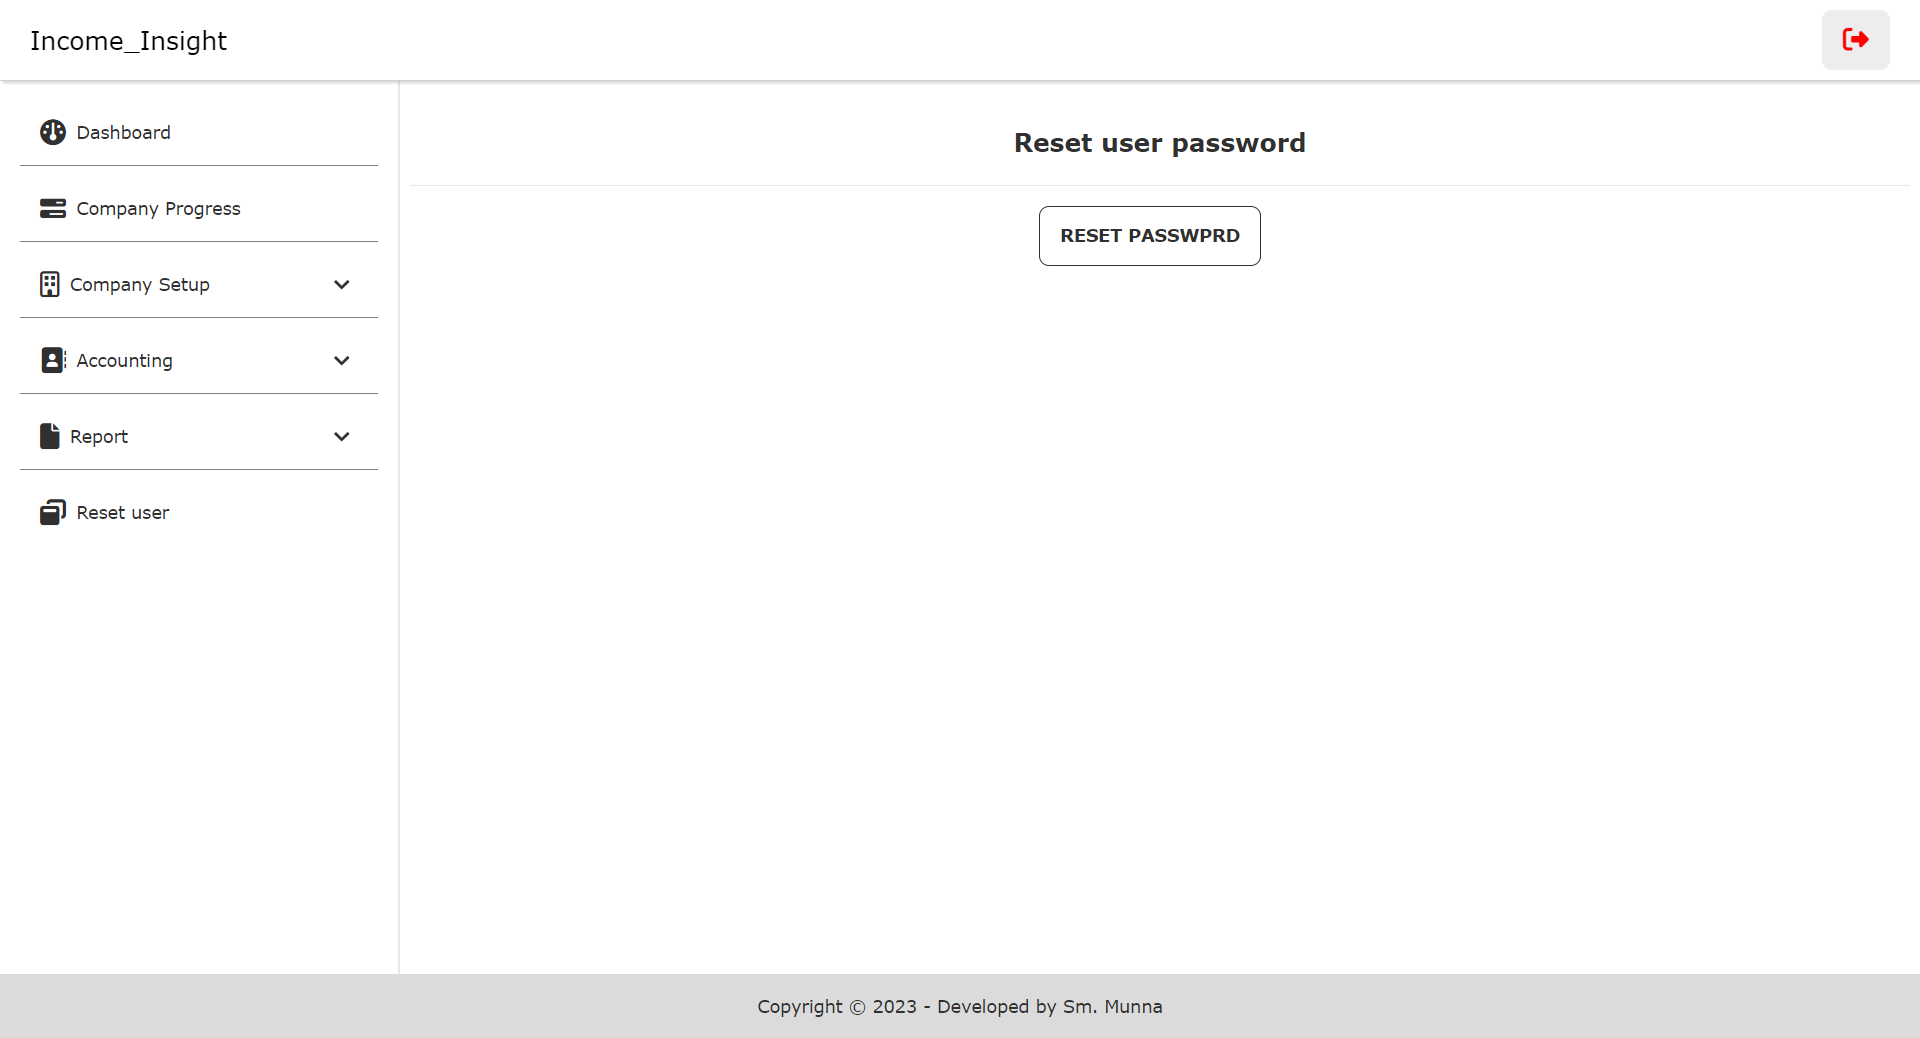 Income_Insight
Dashboard
Company Progress
Company Setup
Accounting
Report
Reset user
Reset user password
RESET PASSWPRD
Copyright © 2023 - Developed by Sm. Munna